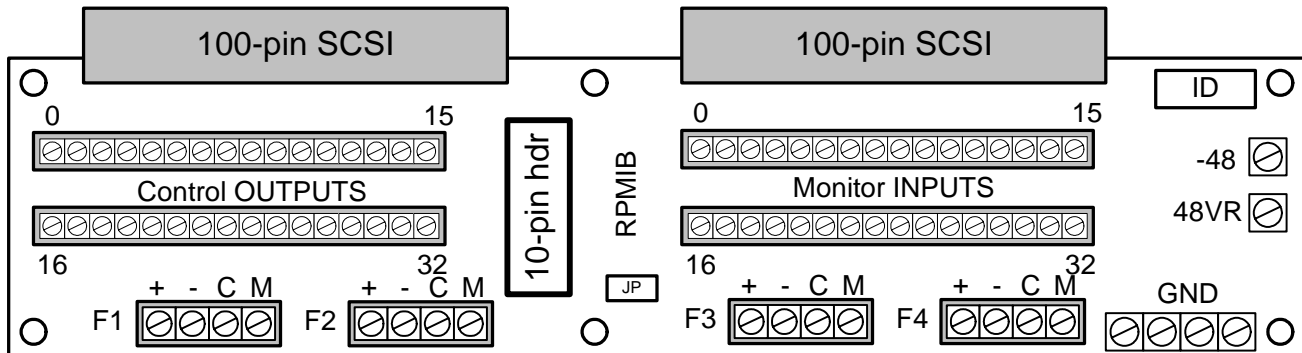 100-pin SCSI
100-pin SCSI
ID
0 15
0 15
Control OUTPUTS
10-pin hdr
RPMIB
Monitor INPUTS
-48
48VR
16 32
16 32
JP
+ - C M
+ - C M
+ - C M
+ - C M
F1
F2
F3
F4
GND